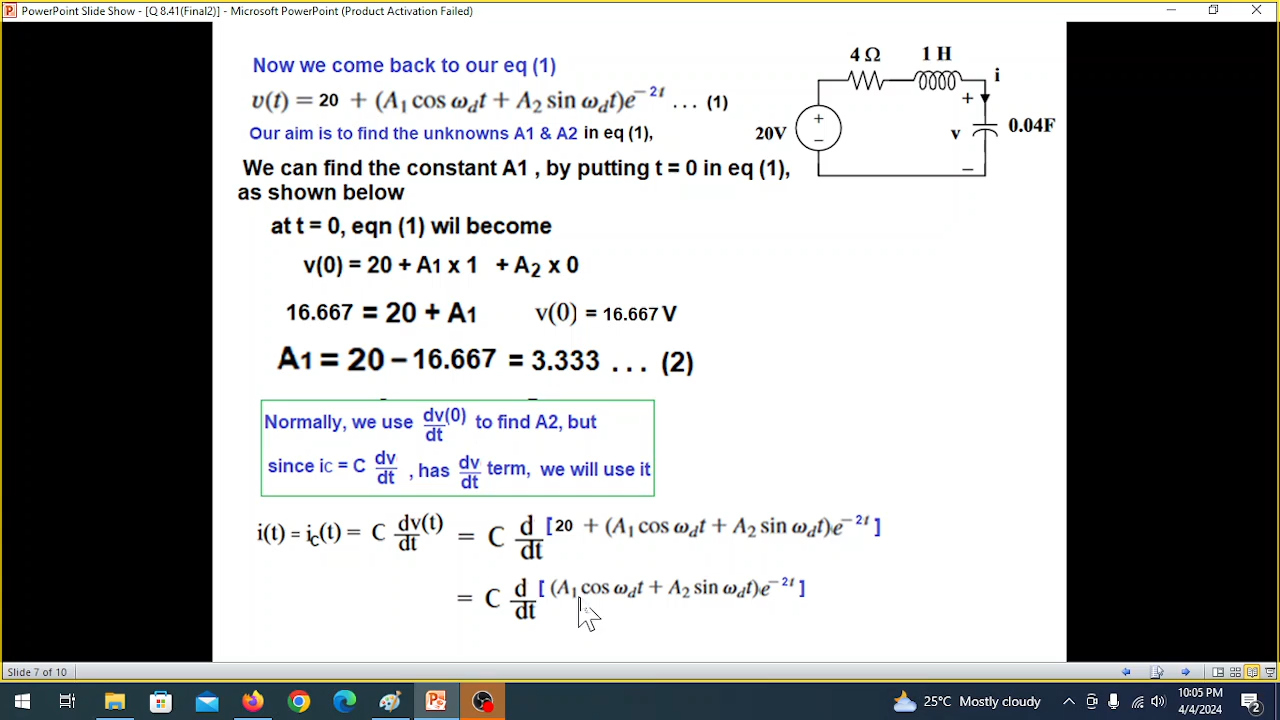 PowerPoint Slide Show - [Q 8.41(Final2)] - Microsoft PowerPoint (Product Activation Failed)
Now we come back to our eq (1)
v(t) = 20 + (A₁ cos ω_d t + A₂ sin ω_d t)e⁻²ᵗ ... (1)
Our aim is to find the unknowns A1 & A2 in eq (1),
We can find the constant A1 , by putting t = 0 in eq (1),
as shown below
at t = 0, eqn (1) wil become
v(0) = 20 + A1 x 1 + A₂ x 0
16.667 = 20 + A1 v(0) = 16.667 V
A1 = 20 – 16.667 = 3.333 ... (2)
Normally, we use dv(0)/dt to find A2, but
since ic = C dv/dt , has dv/dt term, we will use it
i(t) = i_c(t) = C dv(t)/dt = C d/dt [20 + (A₁ cos ω_d t + A₂ sin ω_d t)e⁻²ᵗ ]
= C d/dt [ (A₁ cos ω_d t + A₂ sin ω_d t)e⁻²ᵗ ]
4 Ω 1 H
i
+
20V + – v 0.04F
–
Slide 7 of 10
25°C Mostly cloudy
10:05 PM
4/4/2024
2